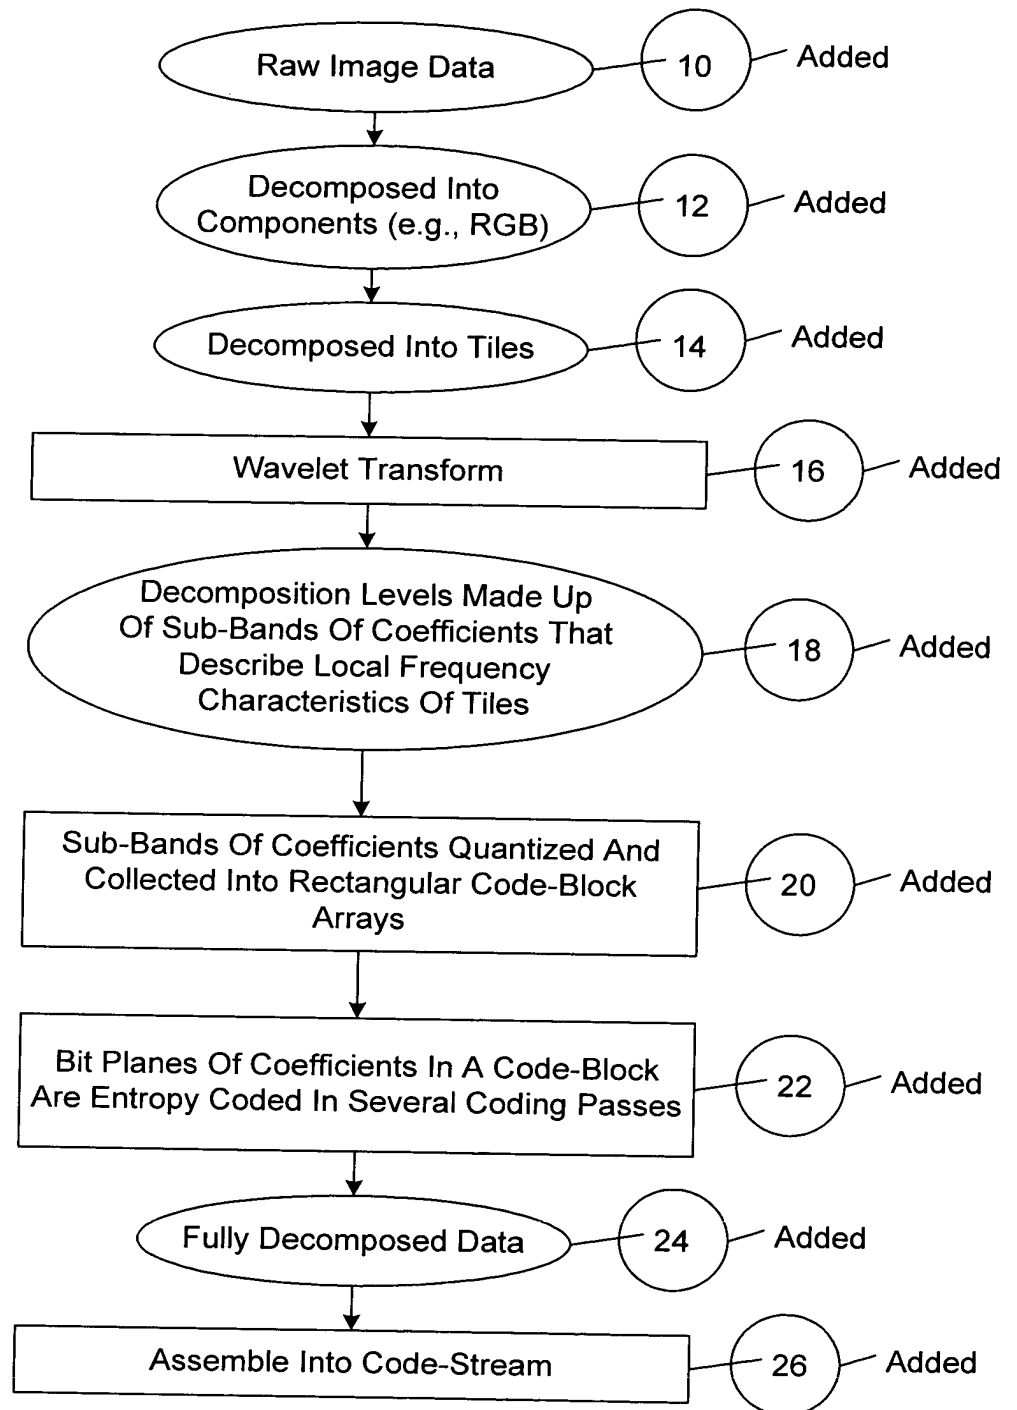 Raw Image Data
10
Added
Decomposed Into
Components (e.g., RGB)
12
Added
Decomposed Into Tiles
14
Added
Wavelet Transform
16
Added
Decomposition Levels Made Up
Of Sub-Bands Of Coefficients That
Describe Local Frequency
Characteristics Of Tiles
18
Added
Sub-Bands Of Coefficients Quantized And
Collected Into Rectangular Code-Block
Arrays
20
Added
Bit Planes Of Coefficients In A Code-Block
Are Entropy Coded In Several Coding Passes
22
Added
Fully Decomposed Data
24
Added
Assemble Into Code-Stream
26
Added